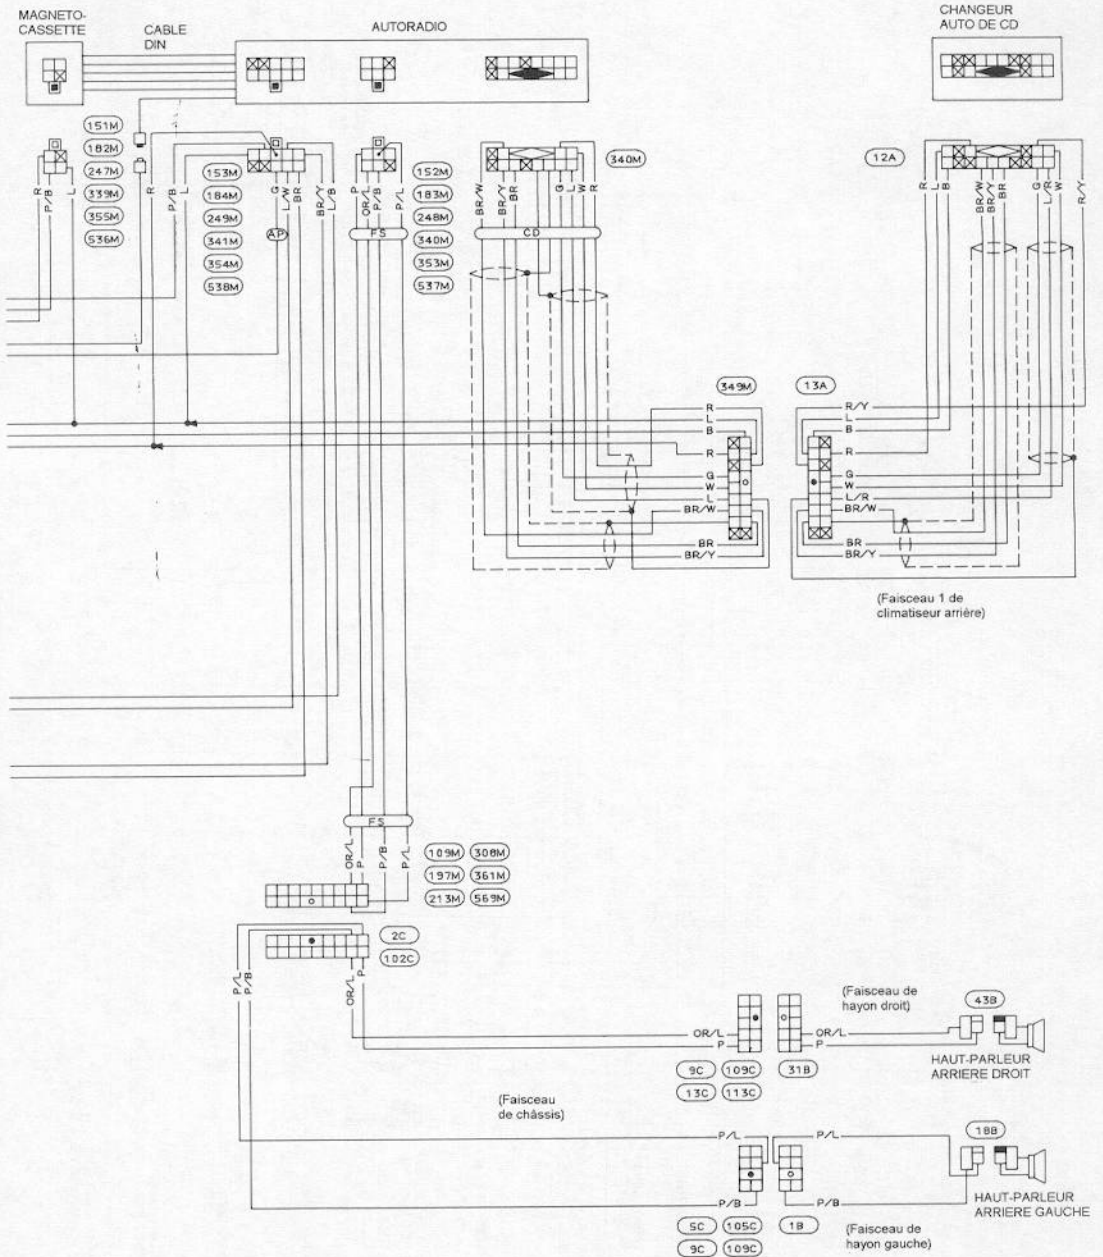 MAGNETO-
CASSETTE
CABLE
DIN
AUTORADIO
CHANGEUR
AUTO DE CD
151M
182M
247M
339M
355M
536M
153M
184M
249M
341M
354M
538M
152M
183M
248M
340M
353M
537M
340M
12A
R
P/B
L
R
P/B
L
G
L/W
BR
BR/Y
L/B
P
OR/L
P/B
P/L
BR/W
BR/Y
BR
G
L
W
R
R
L
B
BR/W
BR/Y
BR
G
L/R
W
R/Y
AP
FS
CD
349M
13A
R
L
B
R
G
W
L
BR/W
BR
BR/Y
R/Y
L
B
R
G
W
L/R
BR/W
BR
BR/Y
(Faisceau 1 de
climatiseur arrière)
FS
OR/L
P
P/B
P/L
109M
308M
197M
361M
213M
569M
2C
102C
P/L
P/B
OR/L
P
(Faisceau de
hayon droit)
43B
OR/L
P
OR/L
P
HAUT-PARLEUR
ARRIERE DROIT
9C
109C
31B
13C
113C
(Faisceau
de châssis)
18B
P/L
P/L
P/B
P/B
HAUT-PARLEUR
ARRIERE GAUCHE
5C
105C
1B
9C
109C
(Faisceau de
hayon gauche)